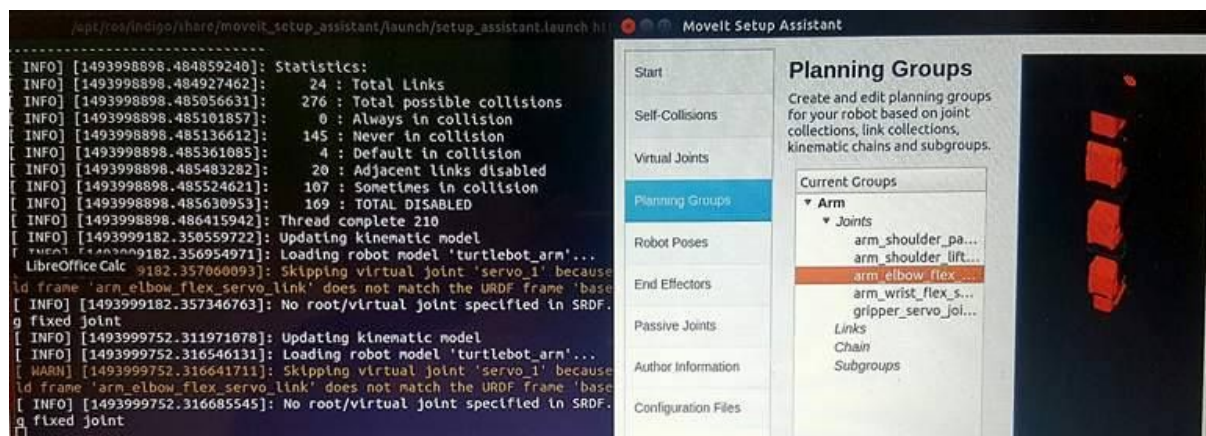 /opt/ros/indigo/share/moveit_setup_assistant/launch/setup_assistant.launch
[ INFO] [1493998898.484859240]: Statistics:
[ INFO] [1493998898.484927462]: 24 : Total Links
[ INFO] [1493998898.485056631]: 276 : Total possible collisions
[ INFO] [1493998898.485101857]: 0 : Always in collision
[ INFO] [1493998898.485136612]: 145 : Never in collision
[ INFO] [1493998898.485361085]: 4 : Default in collision
[ INFO] [1493998898.485483282]: 20 : Adjacent links disabled
[ INFO] [1493998898.485524621]: 107 : Sometimes in collision
[ INFO] [1493998898.485630953]: 169 : TOTAL DISABLED
[ INFO] [1493998898.486415942]: Thread complete 210
[ INFO] [1493999182.350559722]: Updating kinematic model
9182.356954971]: Loading robot model 'turtlebot_arm'...
LibreOffice Calc
9182.357060093]: Skipping virtual joint 'servo_1' because
ld frame 'arm_elbow_flex_servo_link' does not match the URDF frame 'base
[ INFO] [1493999182.357346763]: No root/virtual joint specified in SRDF.
g fixed joint
[ INFO] [1493999752.311971078]: Updating kinematic model
[ INFO] [1493999752.316546131]: Loading robot model 'turtlebot_arm'...
[ WARN] [1493999752.316641711]: Skipping virtual joint 'servo_1' because
ld frame 'arm_elbow_flex_servo_link' does not match the URDF frame 'base
[ INFO] [1493999752.316685545]: No root/virtual joint specified in SRDF.
g fixed joint
MoveIt Setup Assistant
Start
Self-Collisions
Virtual Joints
Planning Groups
Robot Poses
End Effectors
Passive Joints
Author Information
Configuration Files
Planning Groups
Create and edit planning groups
for your robot based on joint
collections, link collections,
kinematic chains and subgroups.
Current Groups
Arm
Joints
arm_shoulder_pa...
arm_shoulder_lift...
arm_elbow_flex_...
arm_wrist_flex_s...
gripper_servo_joi...
Links
Chain
Subgroups